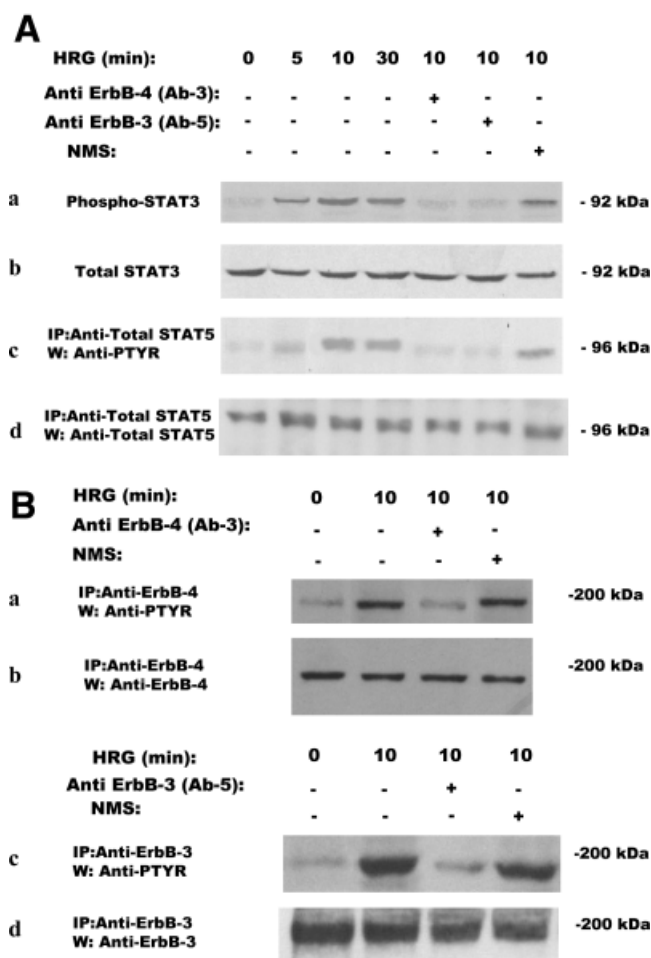 A
HRG (min): 0 5 10 30 10 10 10
Anti ErbB-4 (Ab-3): - - - - + - -
Anti ErbB-3 (Ab-5): - - - - - + -
NMS: - - - - - - +
a Phospho-STAT3 - 92 kDa
b Total STAT3 - 92 kDa
IP:Anti-Total STAT5
c W: Anti-PTYR - 96 kDa
IP:Anti-Total STAT5
d W: Anti-Total STAT5 - 96 kDa
B
HRG (min): 0 10 10 10
Anti ErbB-4 (Ab-3): - - + -
NMS: - - - +
a IP:Anti-ErbB-4 -200 kDa
W: Anti-PTYR
b IP:Anti-ErbB-4 -200 kDa
W: Anti-ErbB-4
HRG (min): 0 10 10 10
Anti ErbB-3 (Ab-5): - - + -
NMS: - - - +
c IP:Anti-ErbB-3 -200 kDa
W: Anti-PTYR
d IP:Anti-ErbB-3 -200 kDa
W: Anti-ErbB-3